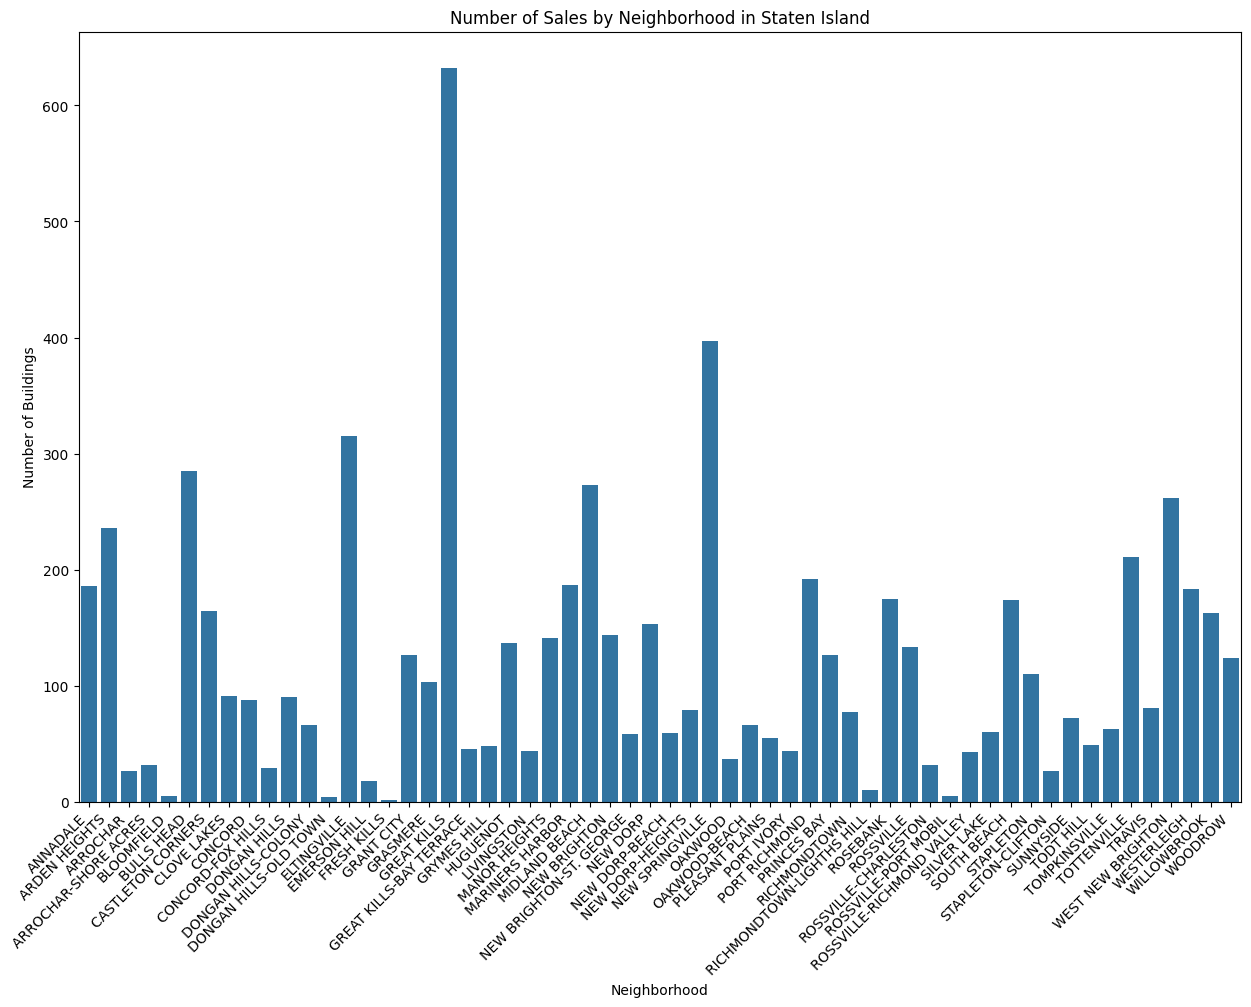 Number of Sales by Neighborhood in Staten Island
Number of Buildings
600
500
400
300
200
100
0
ANNADALE
ARDEN HEIGHTS
ARROCHAR
ARROCHAR-SHORE ACRES
BLOOMFIELD
BULLS HEAD
CASTLETON CORNERS
CLOVE LAKES
CONCORD
CONCORD-FOX HILLS
DONGAN HILLS
DONGAN HILLS-COLONY
DONGAN HILLS-OLD TOWN
ELTINGVILLE
EMERSON HILL
FRESH KILLS
GRANT CITY
GRASMERE
GREAT KILLS
GREAT KILLS-BAY TERRACE
GRYMES HILL
HUGUENOT
LIVINGSTON
MANOR HEIGHTS
MARINERS HARBOR
MIDLAND BEACH
NEW BRIGHTON
NEW BRIGHTON-ST. GEORGE
NEW DORP
NEW DORP-BEACH
NEW DORP-HEIGHTS
NEW SPRINGVILLE
OAKWOOD
OAKWOOD-BEACH
PLEASANT PLAINS
PORT IVORY
PORT RICHMOND
PRINCES BAY
RICHMONDTOWN
RICHMONDTOWN-LIGHTHS HILL
ROSEBANK
ROSSVILLE
ROSSVILLE-CHARLESTON
ROSSVILLE-PORT MOBIL
ROSSVILLE-RICHMOND VALLEY
SILVER LAKE
SOUTH BEACH
STAPLETON
STAPLETON-CLIFTON
SUNNYSIDE
TODT HILL
TOMPKINSVILLE
TOTTENVILLE
TRAVIS
WEST NEW BRIGHTON
WESTERLEIGH
WILLOWBROOK
WOODROW
Neighborhood